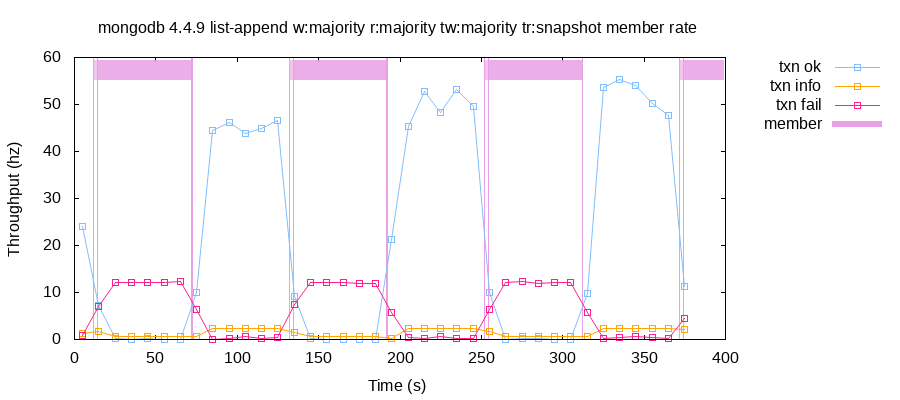 mongodb 4.4.9 list-append w:majority r:majority tw:majority tr:snapshot member rate
60
50
40
30
20
10
0
Throughput (hz)
0 50 100 150 200 250 300 350 400
Time (s)
txn ok
txn info
txn fail
member